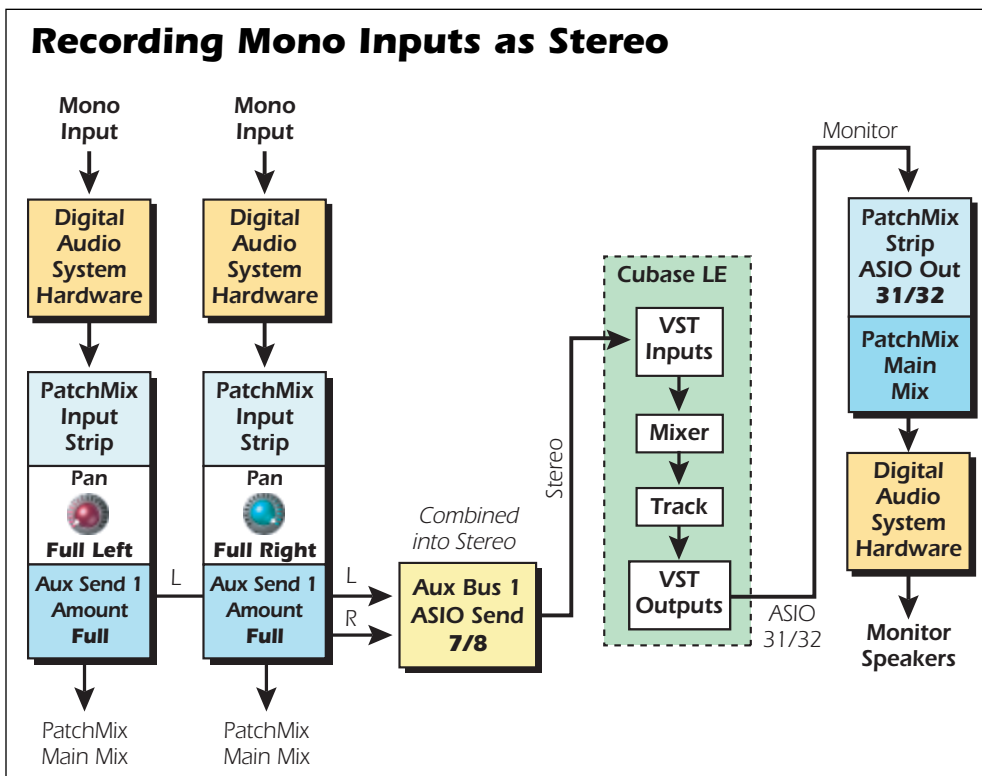 Recording Mono Inputs as Stereo
Mono
Input
Digital
Audio
System
Hardware
PatchMix
Input
Strip
Pan
Full Left
Aux Send 1
Amount
Full
PatchMix
Main Mix
L
Mono
Input
Digital
Audio
System
Hardware
PatchMix
Input
Strip
Pan
Full Right
Aux Send 1
Amount
Full
PatchMix
Main Mix
L
R
Combined
into Stereo
Aux Bus 1
ASIO Send
7/8
Stereo
Cubase LE
VST
Inputs
Mixer
Track
VST
Outputs
ASIO
31/32
Monitor
PatchMix
Strip
ASIO Out
31/32
PatchMix
Main
Mix
Digital
Audio
System
Hardware
Monitor
Speakers